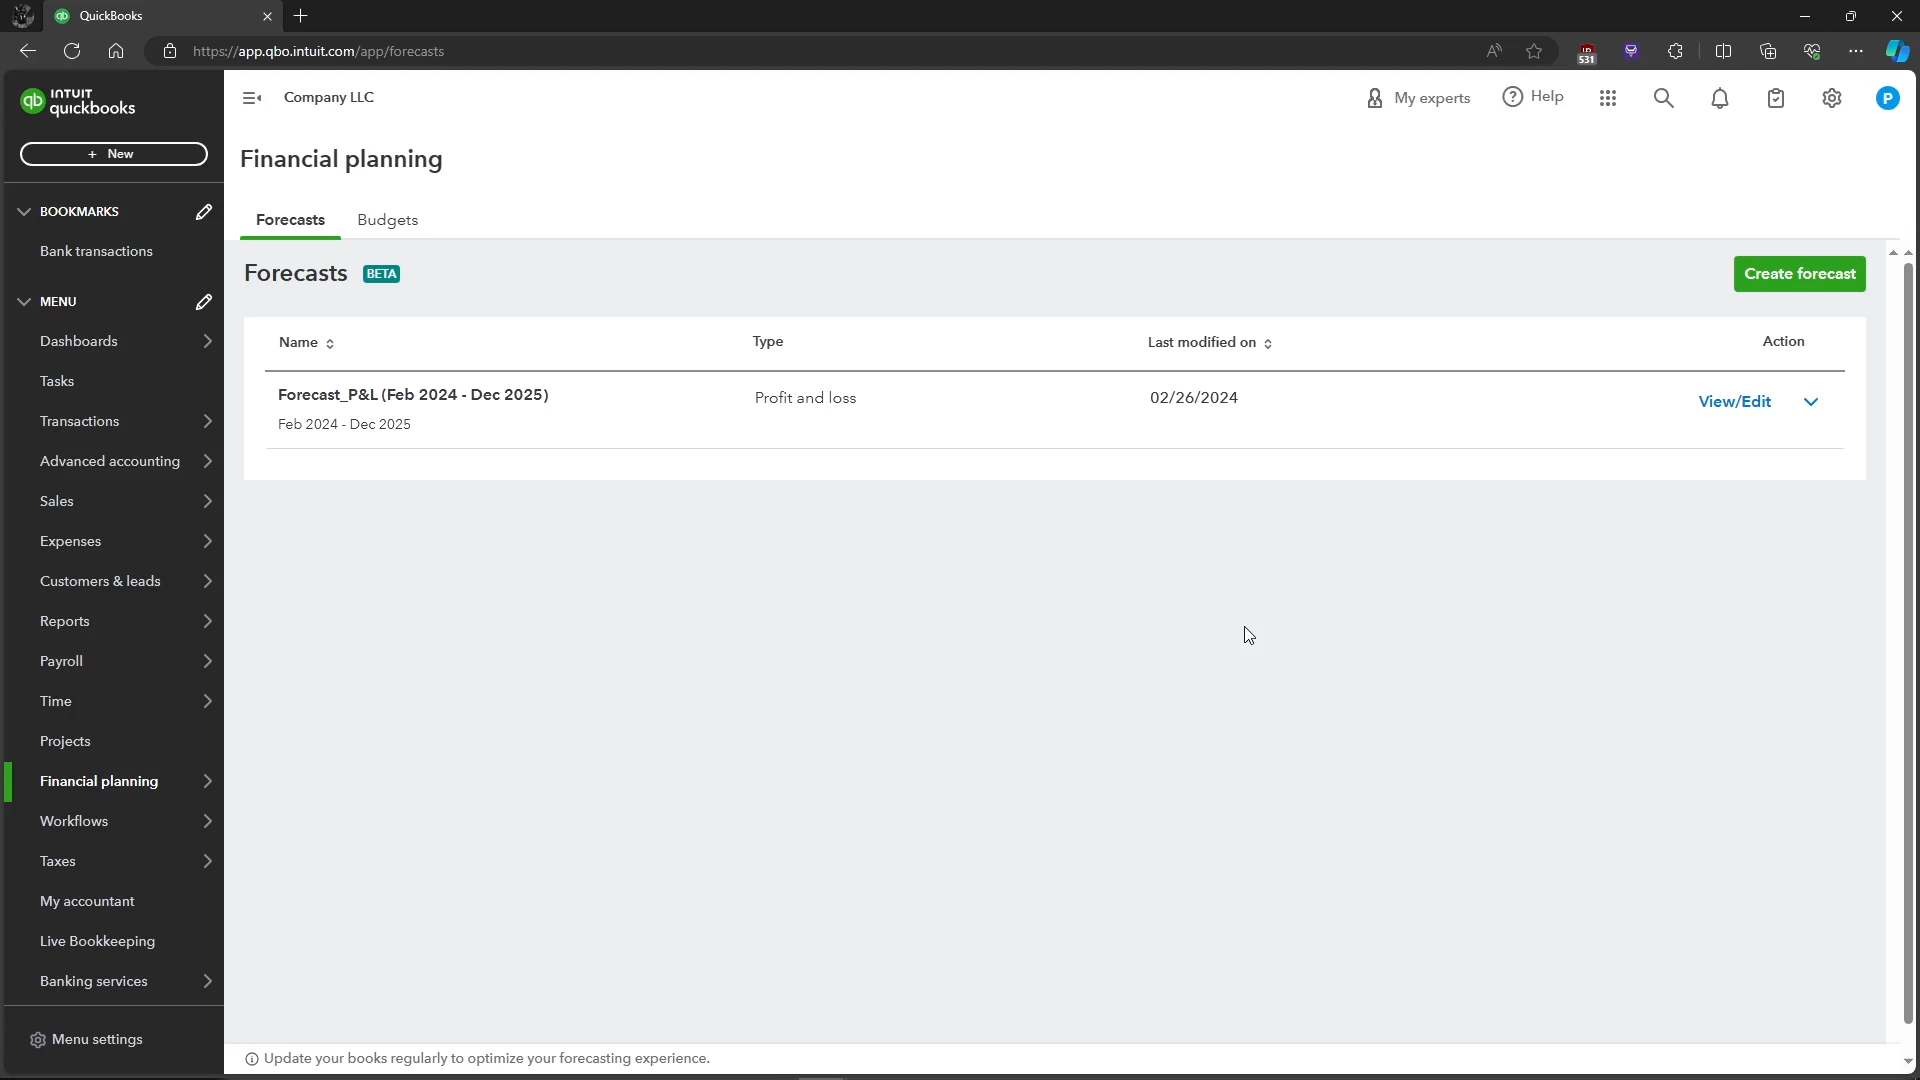 QuickBooks
https://app.qbo.intuit.com/app/forecasts
531
INTUIT
quickbooks
Company LLC
My experts
Help
P
+ New
Financial planning
BOOKMARKS
Forecasts
Budgets
Bank transactions
Forecasts
BETA
Create forecast
MENU
Name
Type
Last modified on
Action
Dashboards
Tasks
Forecast_P&L (Feb 2024 - Dec 2025)
Profit and loss
02/26/2024
View/Edit
Feb 2024 - Dec 2025
Transactions
Advanced accounting
Sales
Expenses
Customers & leads
Reports
Payroll
Time
Projects
Financial planning
Workflows
Taxes
My accountant
Live Bookkeeping
Banking services
Menu settings
Update your books regularly to optimize your forecasting experience.